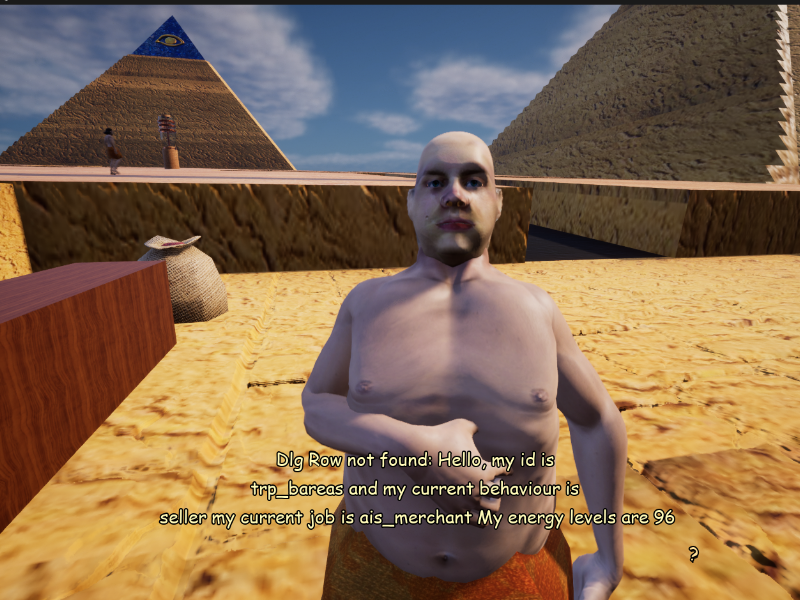 Dlg Row not found: Hello, my id is
trp_bareas and my current behaviour is
seller my current job is ais_merchant My energy levels are 96
?